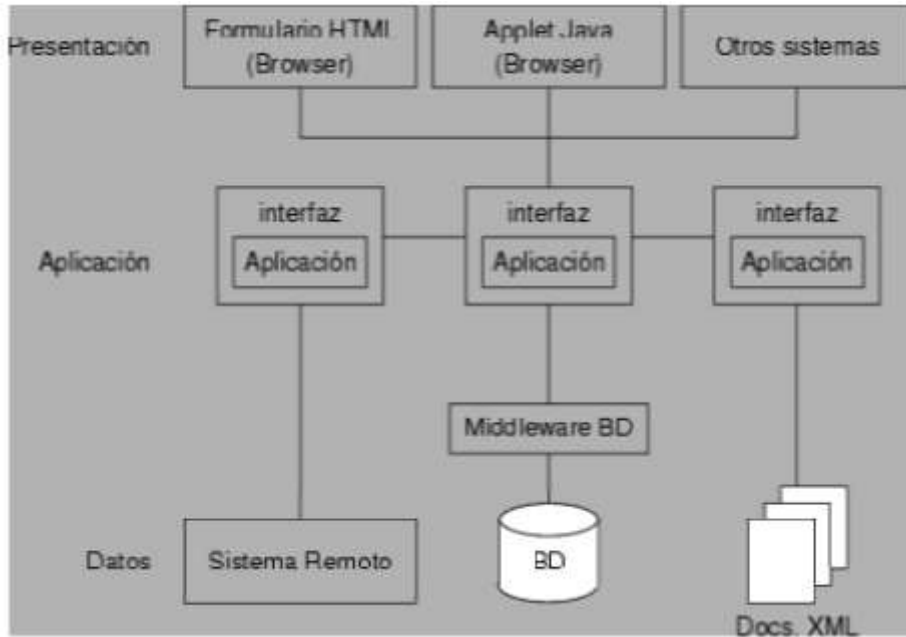 Presentación
Formulario HTML
(Browser)
Applet Java
(Browser)
Otros sistemas
Aplicación
interfaz
Aplicación
interfaz
Aplicación
interfaz
Aplicación
Middleware BD
Datos
Sistema Remoto
BD
Docs. XML